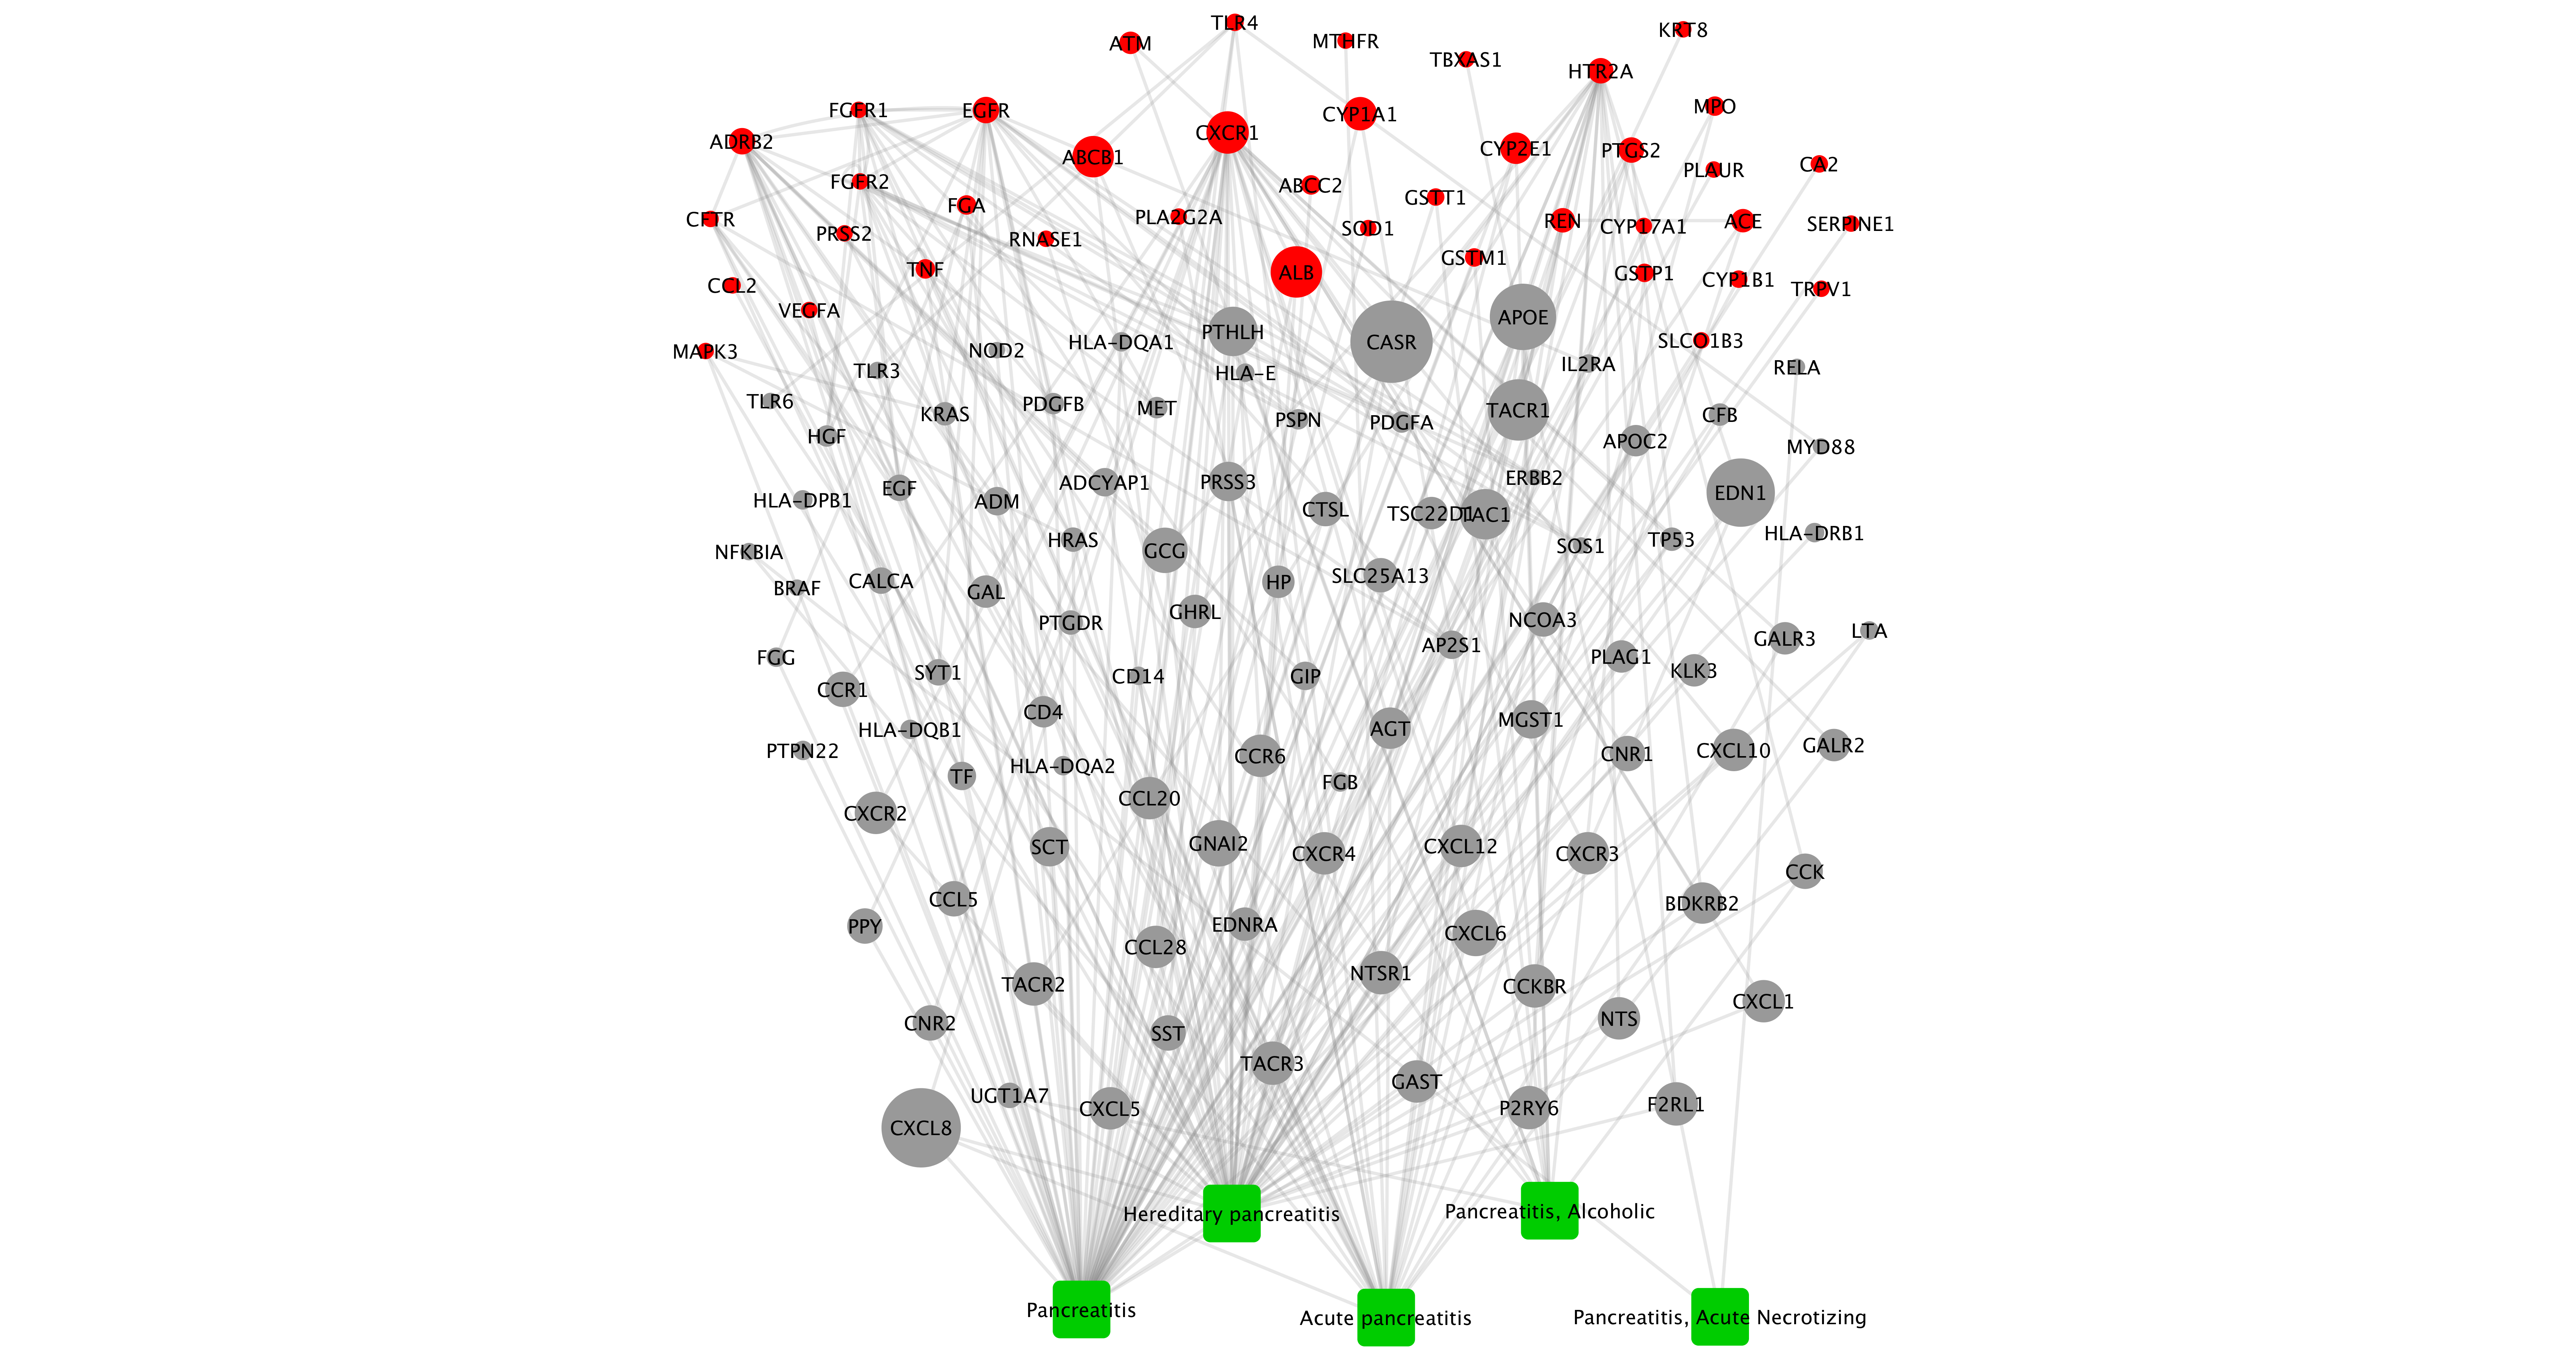 TLR4
KRT8
MTHFR
ATM
TBXAS1
HTR2A
MPO
FGFR1
EGFR
CYP1A1
CXCR1
ADRB2
CYP2E1
PTGS2
ABCB1
CA2
PLAUR
FGFR2
ABCC2
GSTT1
FGA
PLA2G2A
CFTR
REN
ACE
SERPINE1
CYP17A1
SOD1
PRSS2
RNASE1
GSTM1
TNF
ALB
GSTP1
CYP1B1
CCL2
TRPV1
VEGFA
APOE
PTHLH
SLCO1B3
HLA-DQA1
CASR
NOD2
MAPK3
IL2RA
RELA
TLR3
HLA-E
TLR6
PDGFB
MET
TACR1
KRAS
CFB
PSPN
PDGFA
HGF
APOC2
MYD88
ERBB2
PRSS3
ADCYAP1
EGF
EDN1
HLA-DPB1
ADM
CTSL
TSC22D1
TAC1
HLA-DRB1
HRAS
TP53
SOS1
GCG
NFKBIA
SLC25A13
CALCA
HP
BRAF
GAL
GHRL
NCOA3
PTGDR
LTA
GALR3
AP2S1
FGG
PLAG1
KLK3
SYT1
CD14
GIP
CCR1
CD4
MGST1
AGT
HLA-DQB1
GALR2
PTPN22
CXCL10
CNR1
CCR6
HLA-DQA2
TF
FGB
CCL20
CXCR2
GNAI2
CXCL12
SCT
CXCR4
CXCR3
CCK
CCL5
BDKRB2
EDNRA
PPY
CXCL6
CCL28
NTSR1
TACR2
CCKBR
CXCL1
NTS
CNR2
SST
TACR3
GAST
UGT1A7
F2RL1
P2RY6
CXCL5
CXCL8
Pancreatitis, Alcoholic
Hereditary pancreatitis
Pancreatitis
Acute pancreatitis
Pancreatitis, Acute Necrotizing